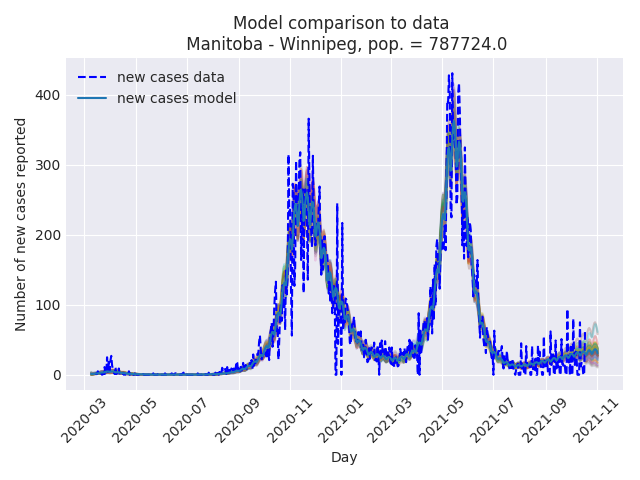 Model comparison to data
Manitoba - Winnipeg, pop. = 787724.0
new cases data
new cases model
Number of new cases reported
400
300
200
100
0
2020-03
2020-05
2020-07
2020-09
2020-11
2021-01
2021-03
2021-05
2021-07
2021-09
2021-11
Day